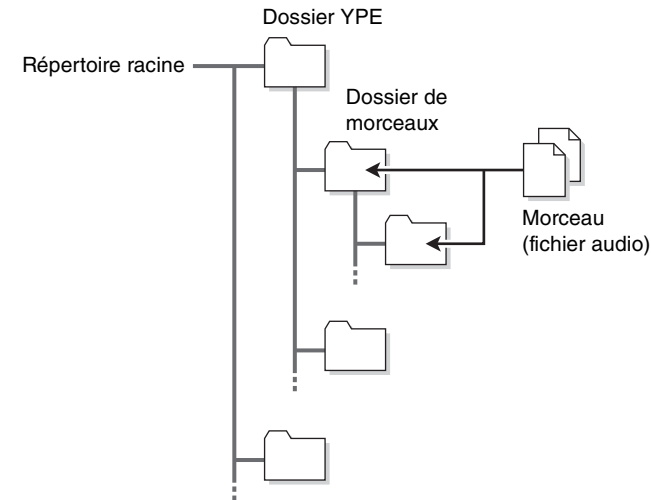 Dossier YPE
Répertoire racine
Dossier de
morceaux
Morceau
(fichier audio)